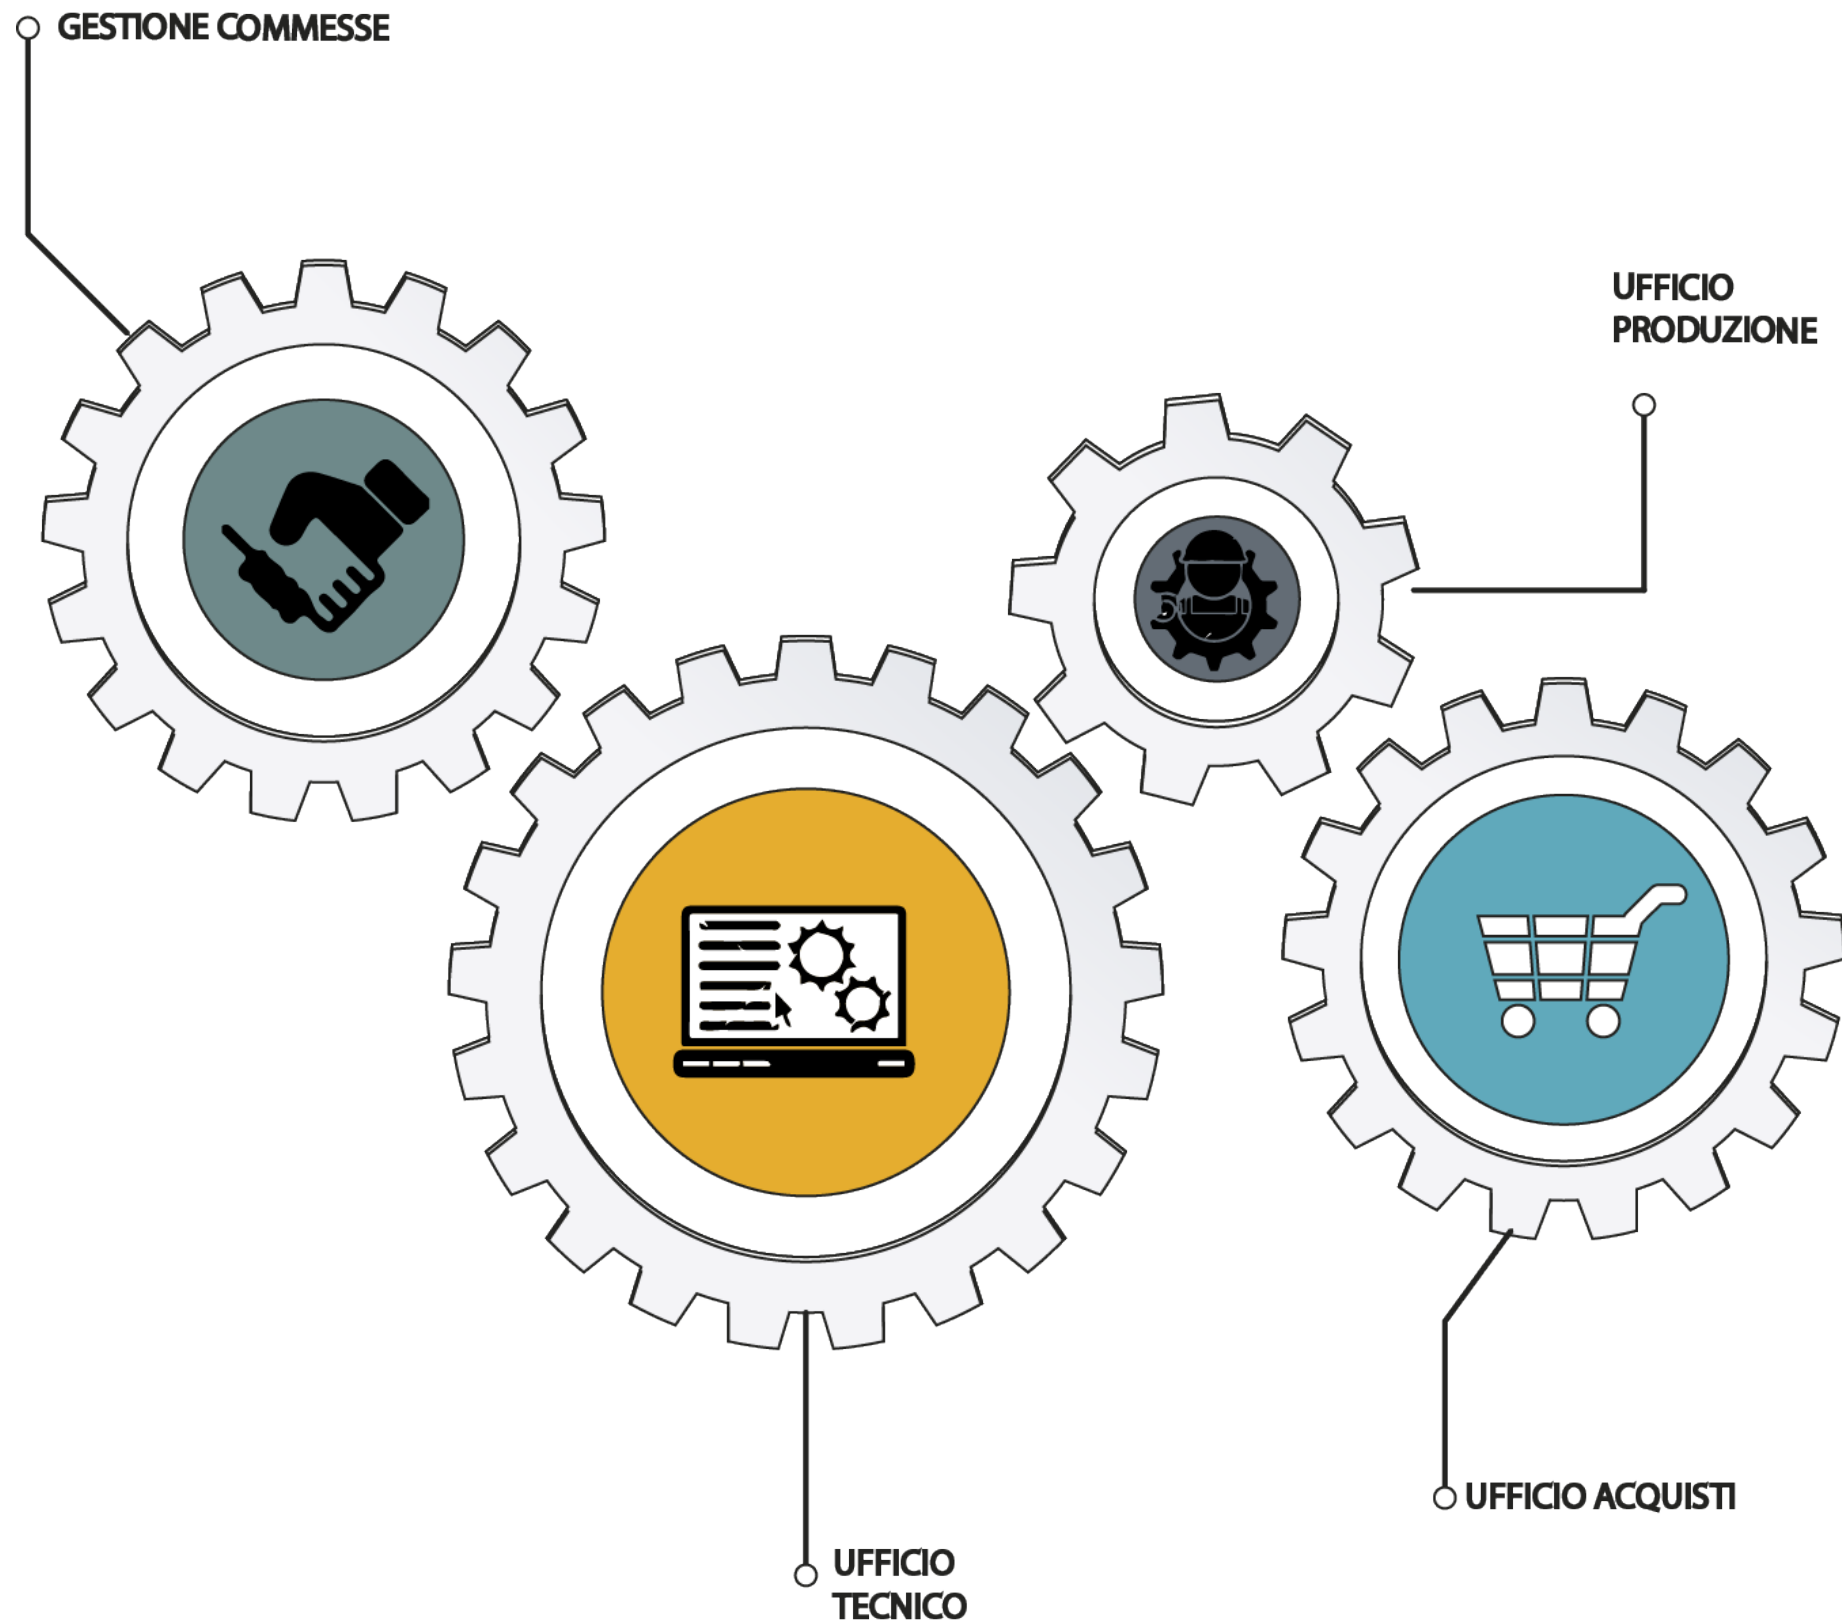 GESTIONE COMMESSE
UFFICIO
PRODUZIONE
UFFICIO ACQUISTI
UFFICIO
TECNICO